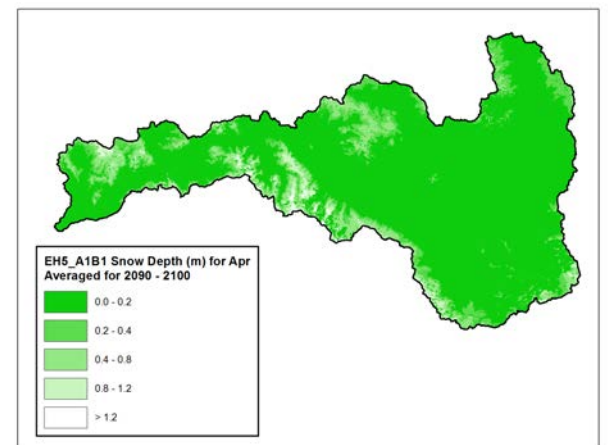 EH5_A1B1 Snow Depth (m) for Apr
Averaged for 2090 - 2100
0.0 - 0.2
0.2 - 0.4
0.4 - 0.8
0.8 - 1.2
> 1.2